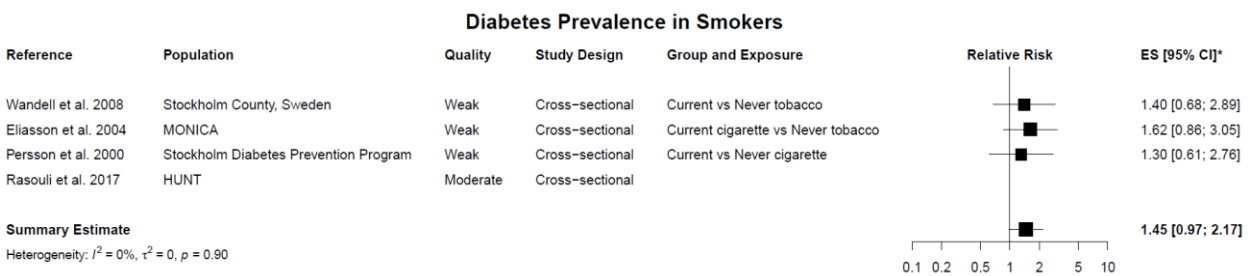 Diabetes Prevalence in Smokers
Reference Population Quality Study Design Group and Exposure Relative Risk ES [95% CI]*
Wandell et al. 2008 Stockholm County, Sweden Weak Cross−sectional Current vs Never tobacco 1.40 [0.68; 2.89]
Eliasson et al. 2004 MONICA Weak Cross−sectional Current cigarette vs Never tobacco 1.62 [0.86; 3.05]
Persson et al. 2000 Stockholm Diabetes Prevention Program Weak Cross−sectional Current vs Never cigarette 1.30 [0.61; 2.76]
Rasouli et al. 2017 HUNT Moderate Cross−sectional
Summary Estimate 1.45 [0.97; 2.17]
Heterogeneity: I² = 0%, τ² = 0, p = 0.90
0.1 0.2 0.5 1 2 5 10